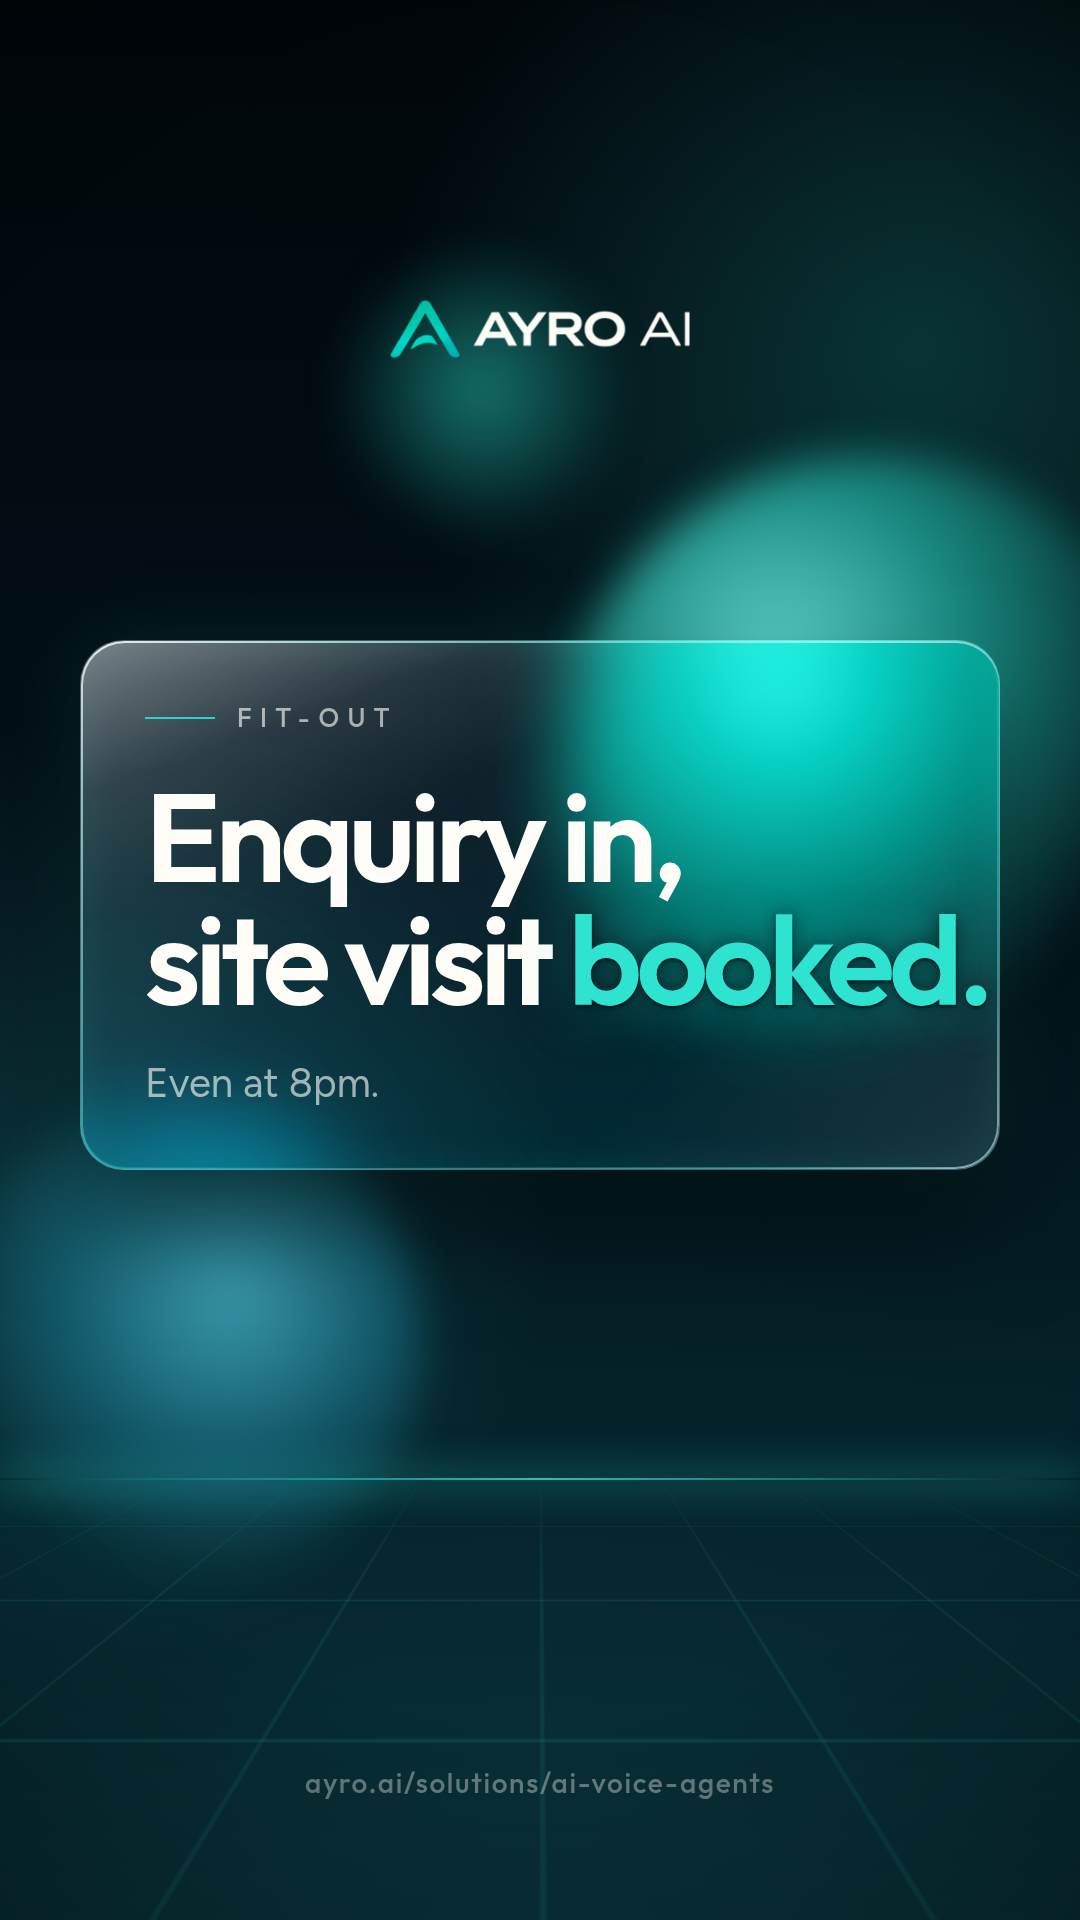 AYRO AI
FIT-OUT
Enquiry in,
site visit booked.
Even at 8pm.
ayro.ai/solutions/ai-voice-agents